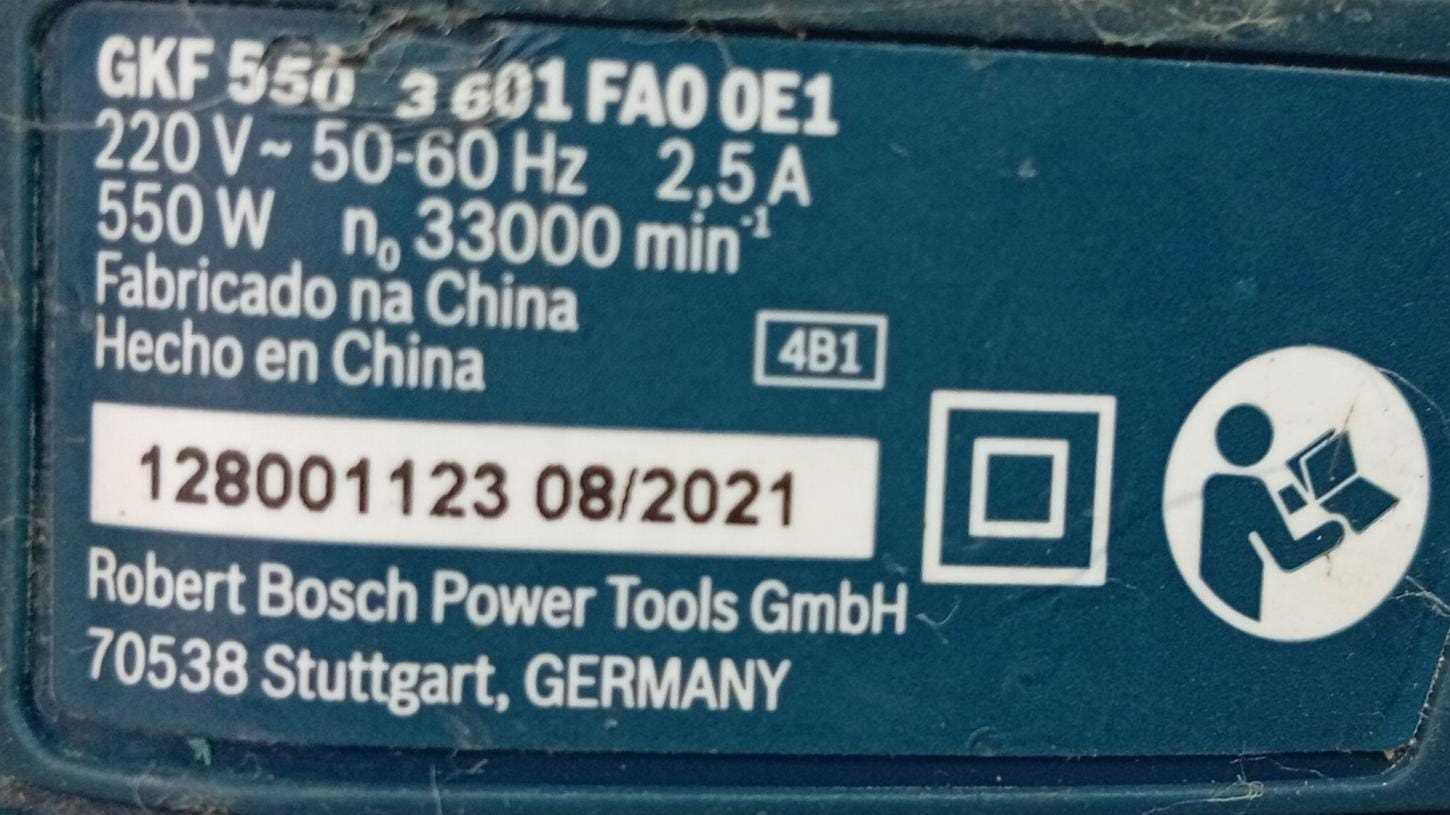 GKF 550 3 601 FA0 0E1
220 V~ 50-60 Hz 2,5 A
550 W n₀ 33000 min⁻¹
Fabricado na China
Hecho en China
4B1
128001123 08/2021
Robert Bosch Power Tools GmbH
70538 Stuttgart, GERMANY